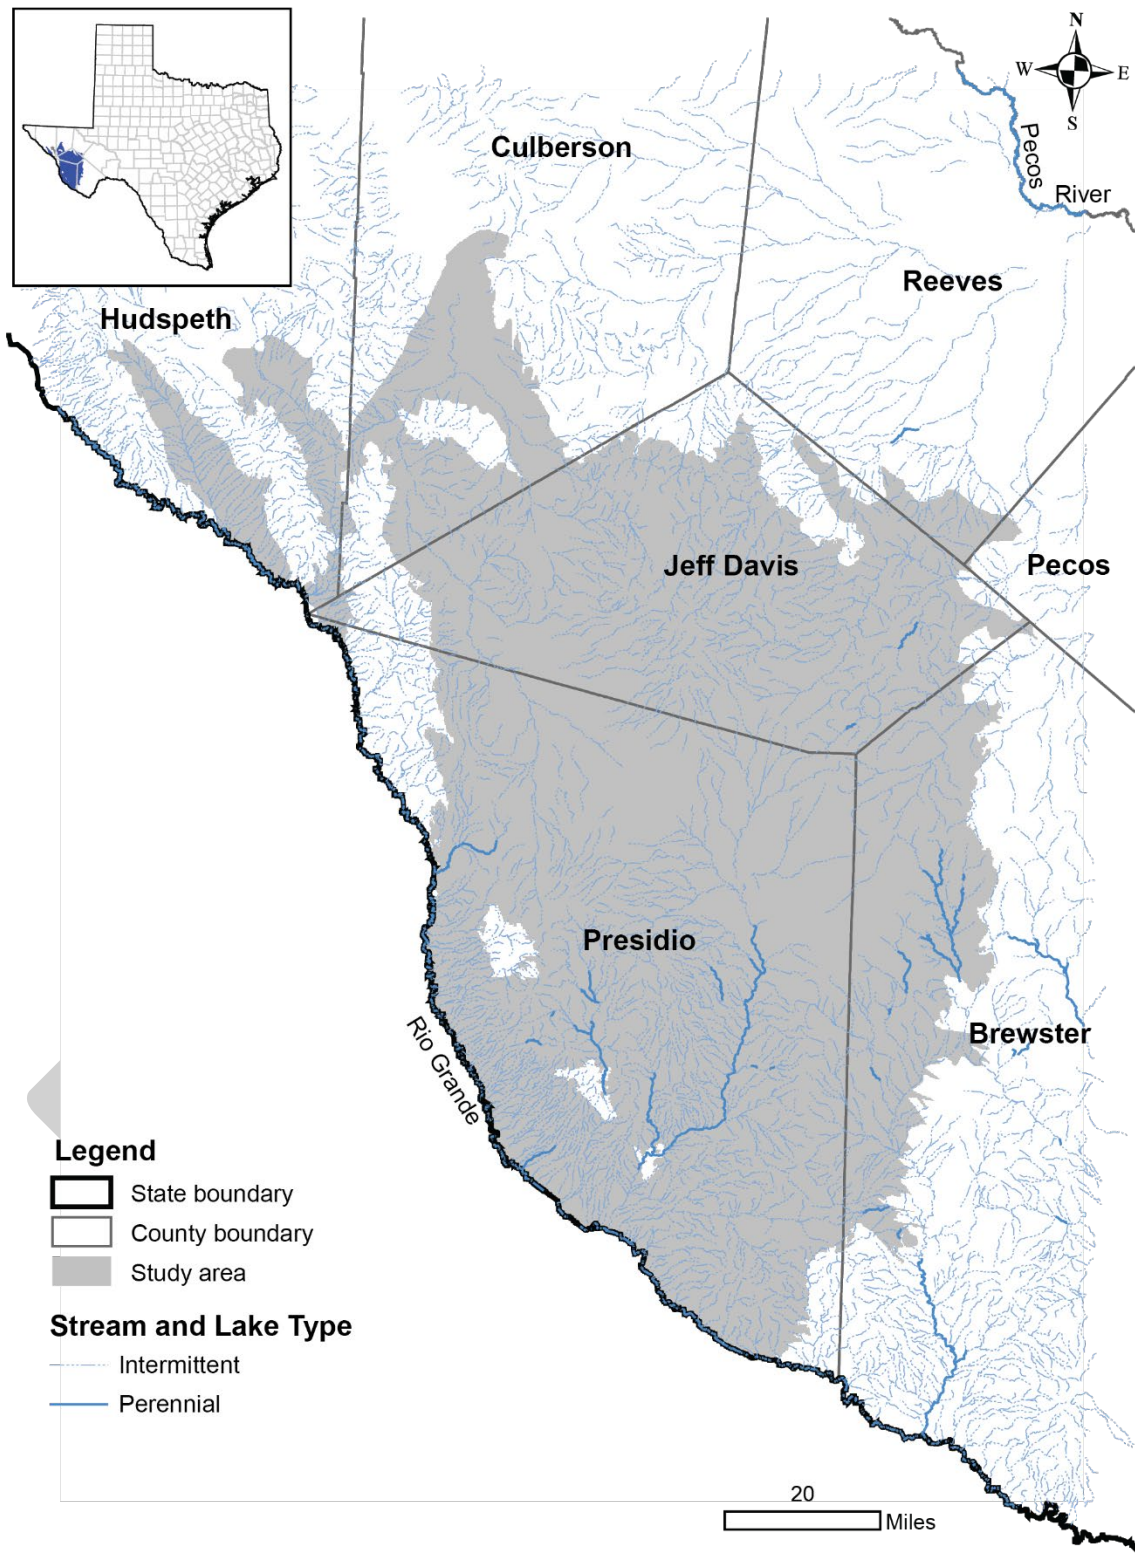 N
W
E
S
Culberson
Pecos
River
Reeves
Hudspeth
Jeff Davis
Pecos
Presidio
Rio Grande
Brewster
Legend
State boundary
County boundary
Study area
Stream and Lake Type
Intermittent
Perennial
20
Miles